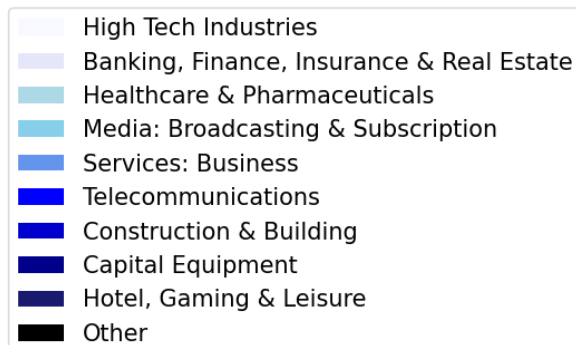 High Tech Industries
Banking, Finance, Insurance & Real Estate
Healthcare & Pharmaceuticals
Media: Broadcasting & Subscription
Services: Business
Telecommunications
Construction & Building
Capital Equipment
Hotel, Gaming & Leisure
Other